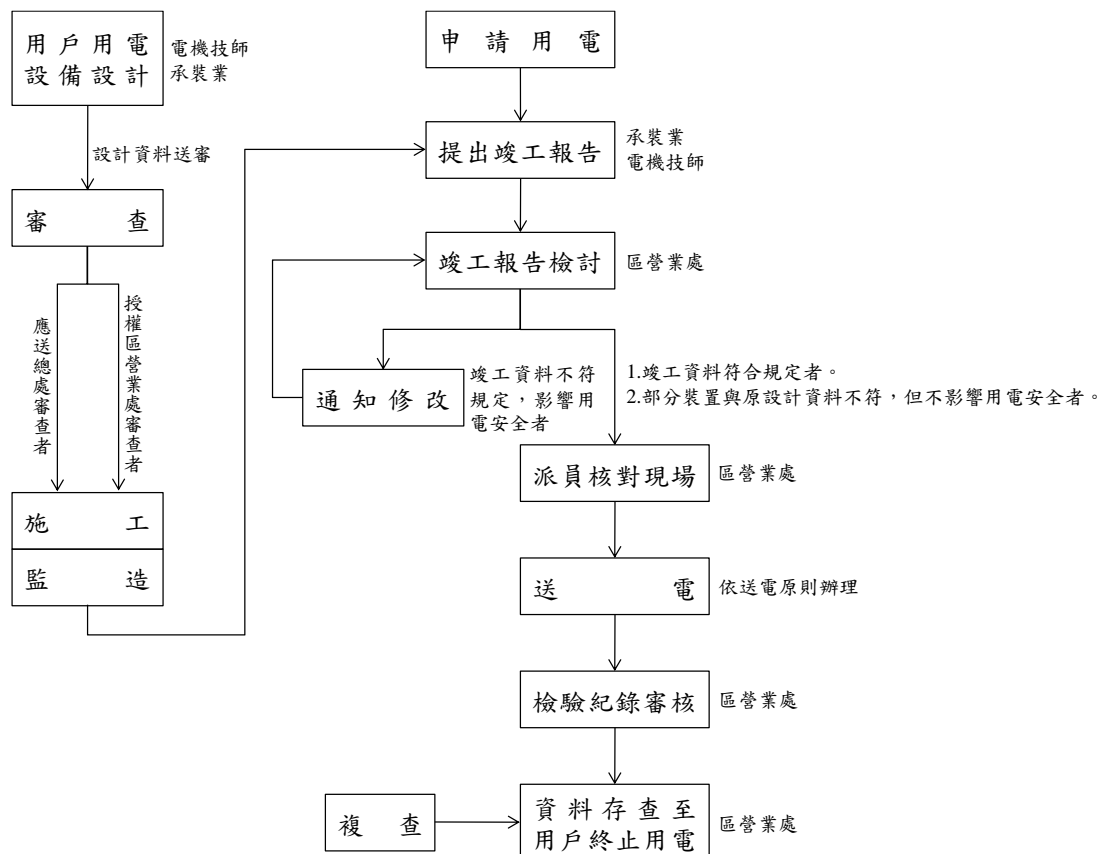 用戶用電
設備設計
電機技師
承裝業
設計資料送審
審查
應送總處審查者
授權區營業處審查者
施工
監造
申請用電
提出竣工報告
承裝業
電機技師
竣工報告檢討
區營業處
通知修改
竣工資料不符
規定，影響用
電安全者
1.竣工資料符合規定者。
2.部分裝置與原設計資料不符，但不影響用電安全者。
派員核對現場
區營業處
送電
依送電原則辦理
檢驗紀錄審核
區營業處
複查
資料存查至
用戶終止用電
區營業處